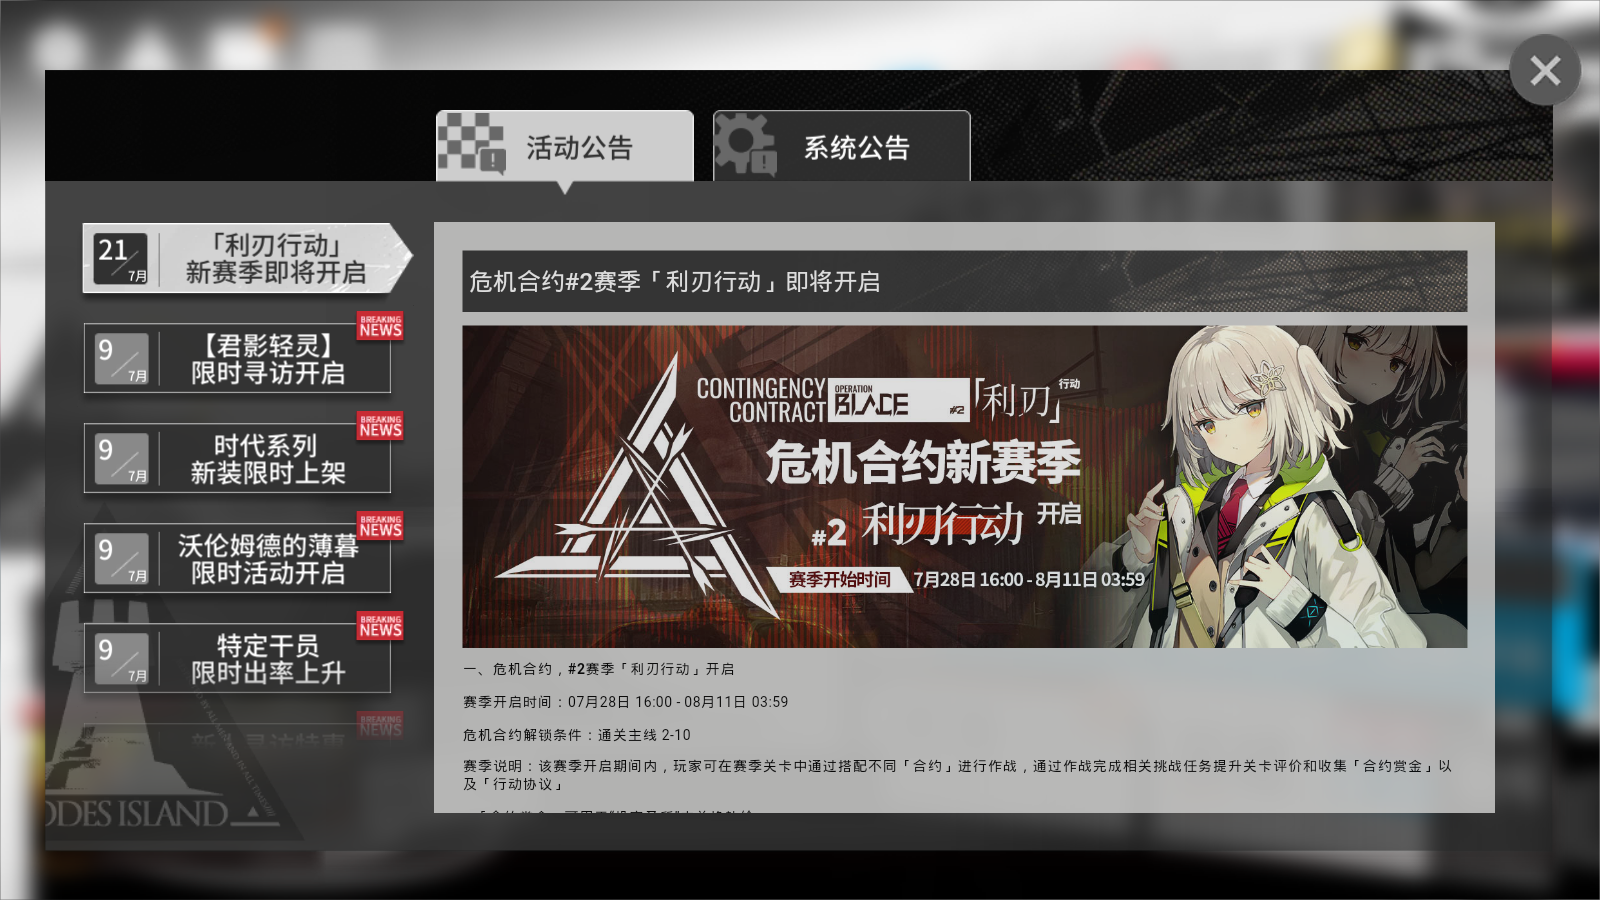 活动公告
系统公告
21
7月
「利刃行动」
新赛季即将开启
9
7月
BREAKING
NEWS
【君影轻灵】
限时寻访开启
9
7月
BREAKING
NEWS
时代系列
新装限时上架
9
7月
BREAKING
NEWS
沃伦姆德的薄暮
限时活动开启
9
7月
BREAKING
NEWS
特定干员
限时出率上升
BREAKING
NEWS
ODES ISLAND
危机合约#2赛季「利刃行动」即将开启
CONTINGENCY
CONTRACT
OPERATION
BLADE
#2
「利刃」
行动
危机合约新赛季
#2 利刃行动 开启
赛季开始时间 7月28日 16:00 - 8月11日 03:59
一、危机合约，#2赛季「利刃行动」开启
赛季开启时间：07月28日 16:00 - 08月11日 03:59
危机合约解锁条件：通关主线 2-10
赛季说明：该赛季开启期间内，玩家可在赛季关卡中通过搭配不同「合约」进行作战，通过作战完成相关挑战任务提升关卡评价和收集「合约赏金」以
及「行动协议」